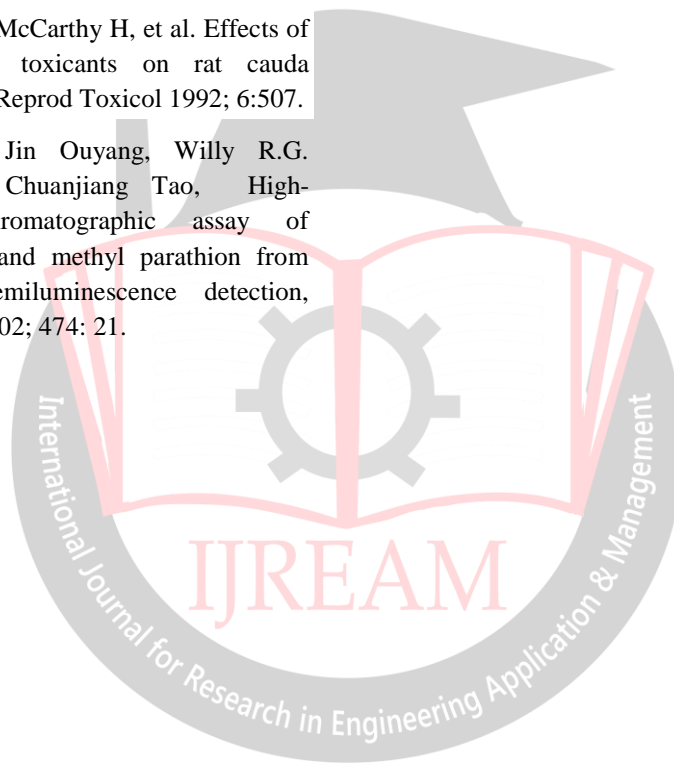 McCarthy H, et al. Effects of
toxicants on rat cauda
Reprod Toxicol 1992; 6:507.
Jin Ouyang, Willy R.G.
Chuanjiang Tao, High-
romatographic assay of
and methyl parathion from
emiluminescence detection,
02; 474: 21.
International Journal for Research in Engineering Application & Management
IJREAM